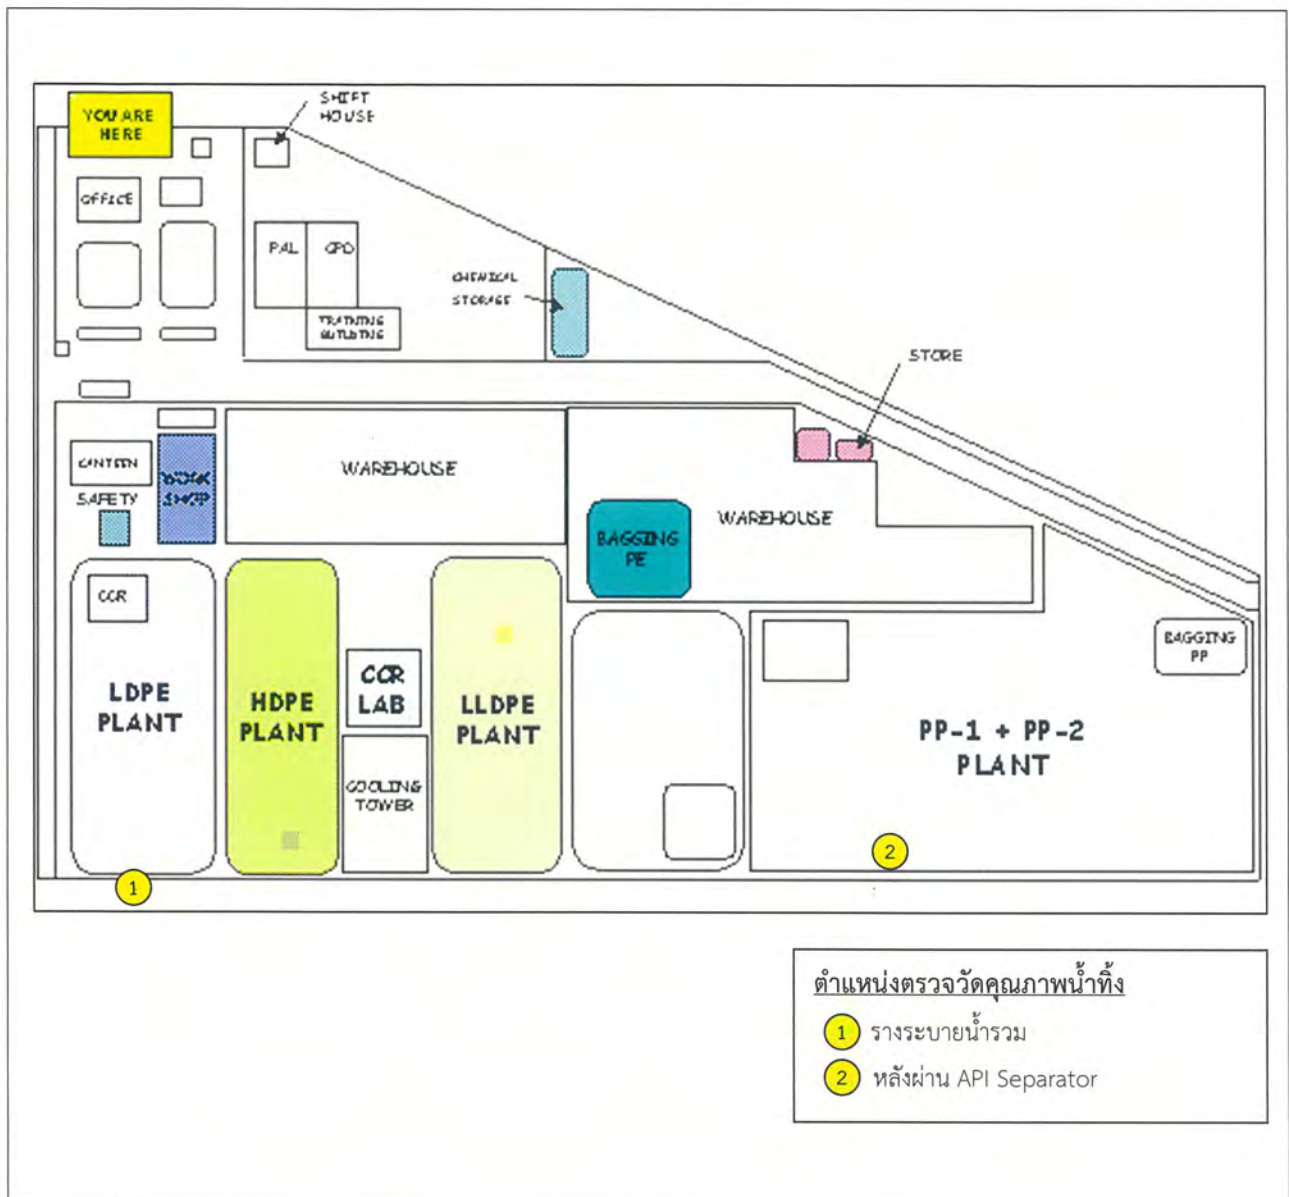 YOU ARE
HERE
SHIFT
HOUSE
OFFICE
PAL
CPD
TRAINING
BUILDING
CHEMICAL
STORAGE
STORE
CANTEEN
WORK
SHOP
SAFETY
WAREHOUSE
WAREHOUSE
BAGGING
PE
CCR
LDPE
PLANT
HDPE
PLANT
CCR
LAB
COOLING
TOWER
LLDPE
PLANT
BAGGING
PP
PP-1 + PP-2
PLANT
1
2
ตำแหน่งตรวจวัดคุณภาพน้ำทิ้ง
1 รางระบายน้ำรวม
2 หลังผ่าน API Separator